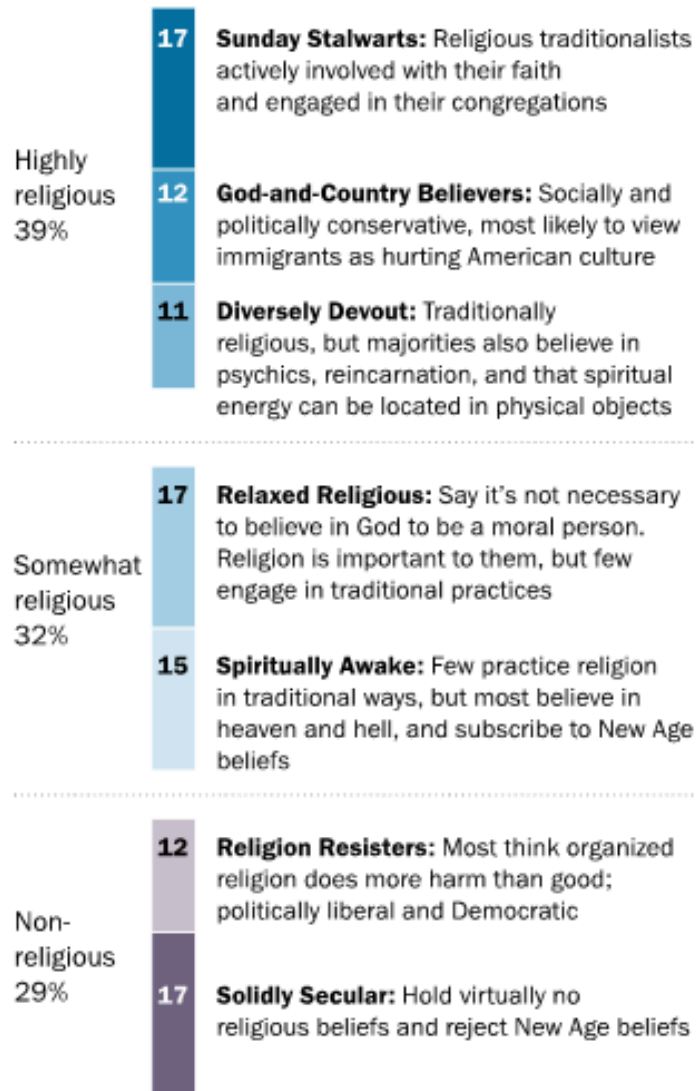 17 Sunday Stalwarts: Religious traditionalists
actively involved with their faith
and engaged in their congregations
Highly
religious
39%
12 God-and-Country Believers: Socially and
politically conservative, most likely to view
immigrants as hurting American culture
11 Diversely Devout: Traditionally
religious, but majorities also believe in
psychics, reincarnation, and that spiritual
energy can be located in physical objects
17 Relaxed Religious: Say it's not necessary
to believe in God to be a moral person.
Religion is important to them, but few
engage in traditional practices
Somewhat
religious
32%
15 Spiritually Awake: Few practice religion
in traditional ways, but most believe in
heaven and hell, and subscribe to New Age
beliefs
12 Religion Resisters: Most think organized
religion does more harm than good;
politically liberal and Democratic
Non-
religious
29%
17 Solidly Secular: Hold virtually no
religious beliefs and reject New Age beliefs